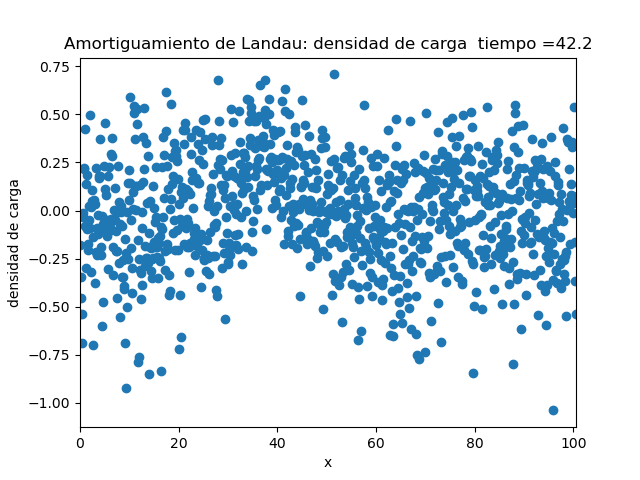 Amortiguamiento de Landau: densidad de carga  tiempo =42.2
0.75
0.50
0.25
0.00
−0.25
−0.50
−0.75
−1.00
densidad de carga
0 20 40 60 80 100
x